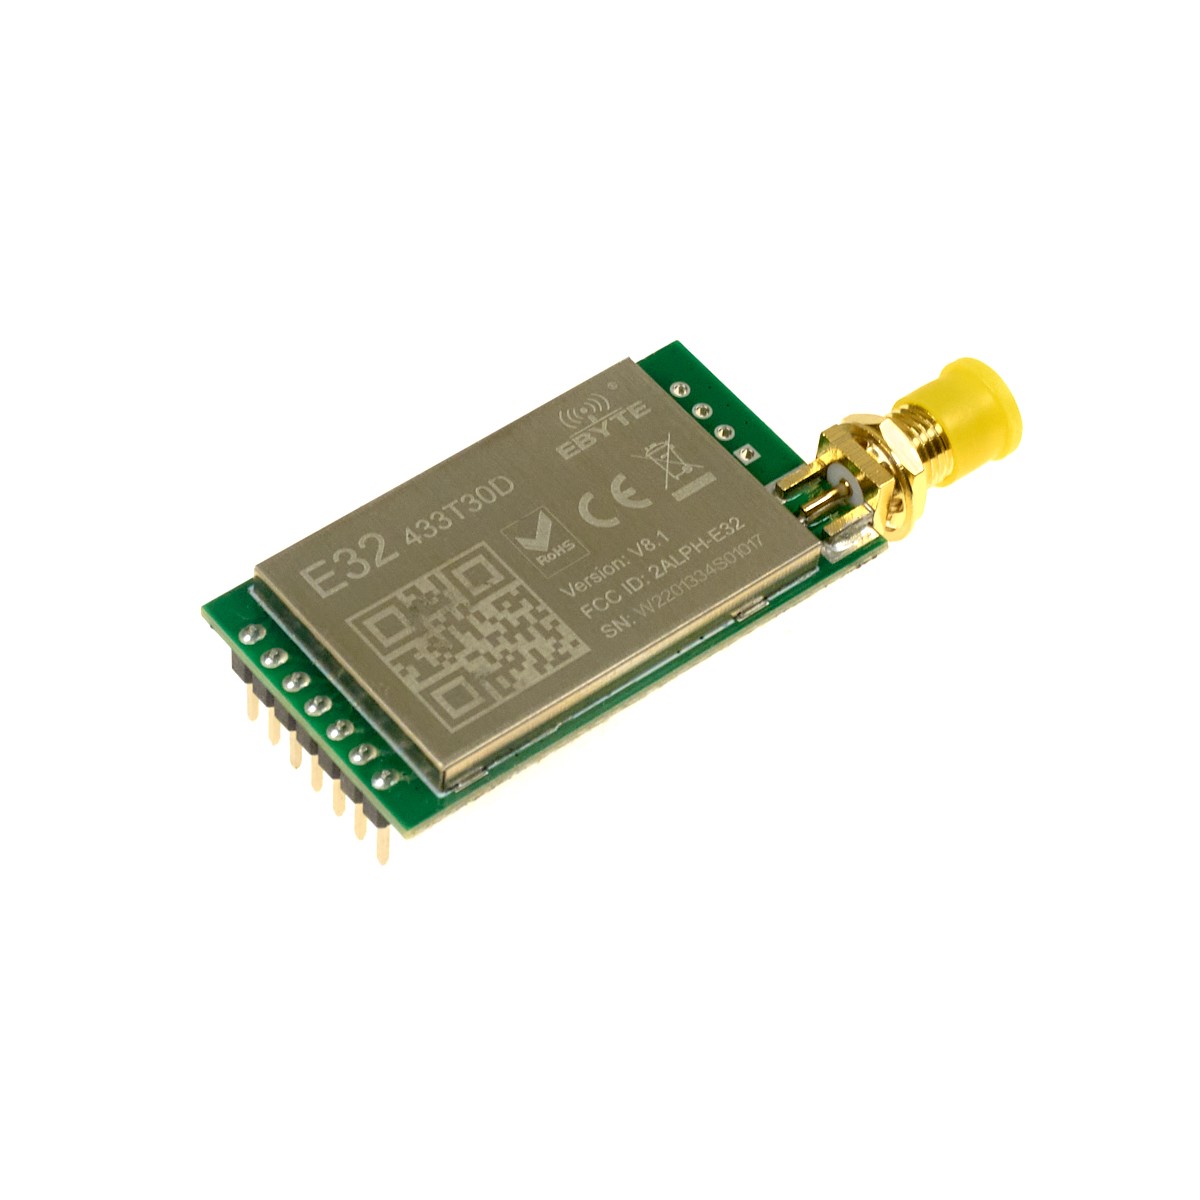 EBYTE ®
E32 433T30D
CE
RoHS
Version: V8.1
FCC ID: 2ALPH-E32
SN: W2201334S01017